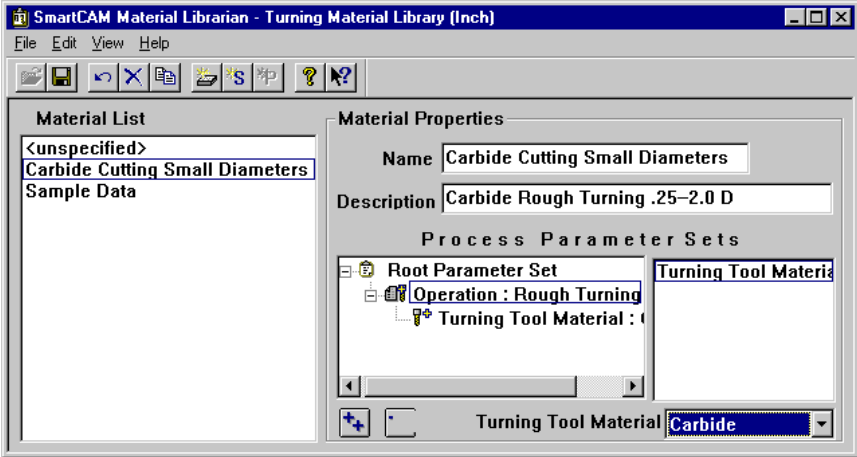 SmartCAM Material Librarian - Turning Material Library (Inch)
File Edit View Help
Material List
<unspecified>
Carbide Cutting Small Diameters
Sample Data
Material Properties
Name Carbide Cutting Small Diameters
Description Carbide Rough Turning .25–2.0 D
Process Parameter Sets
Root Parameter Set
Operation : Rough Turning
Turning Tool Material :
Turning Tool Materia
Turning Tool Material Carbide